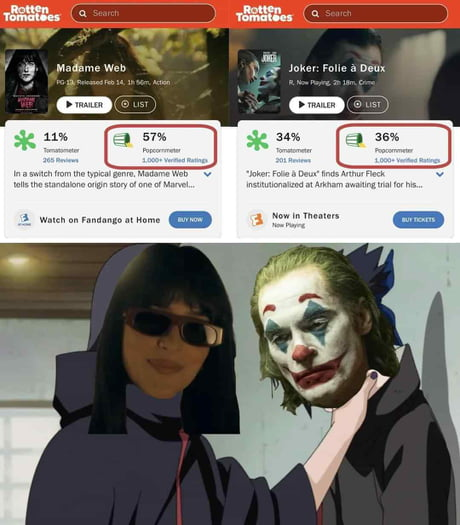 Rotten
Tomatoes
Search
Madame Web
PG-13, Released Feb 14, 1h 56m, Action
TRAILER
LIST
11%
Tomatometer
265 Reviews
57%
Popcornmeter
1,000+ Verified Ratings
In a switch from the typical genre, Madame Web
tells the standalone origin story of one of Marvel...
AT HOME
Watch on Fandango at Home
BUY NOW
Rotten
Tomatoes
Search
JOKER
Joker: Folie à Deux
R, Now Playing, 2h 18m, Crime
TRAILER
LIST
34%
Tomatometer
201 Reviews
36%
Popcornmeter
1,000+ Verified Ratings
"Joker: Folie à Deux" finds Arthur Fleck
institutionalized at Arkham awaiting trial for his...
Now in Theaters
Now Playing
BUY TICKETS